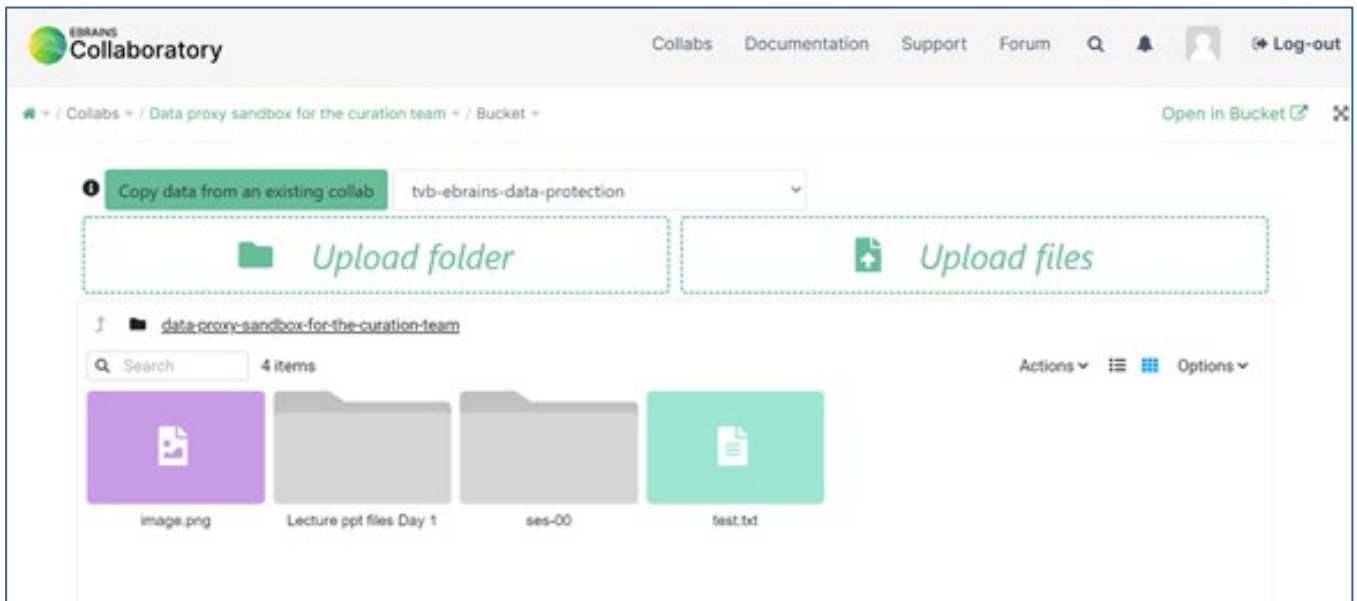 EBRAINS
Collaboratory
Collabs Documentation Support Forum Log-out
/ Collabs / Data proxy sandbox for the curation team / Bucket
Open in Bucket
Copy data from an existing collab tvb-ebrains-data-protection
Upload folder Upload files
data-proxy-sandbox-for-the-curation-team
Search 4 items Actions Options
image.png Lecture ppt files Day 1 ses-00 test.txt